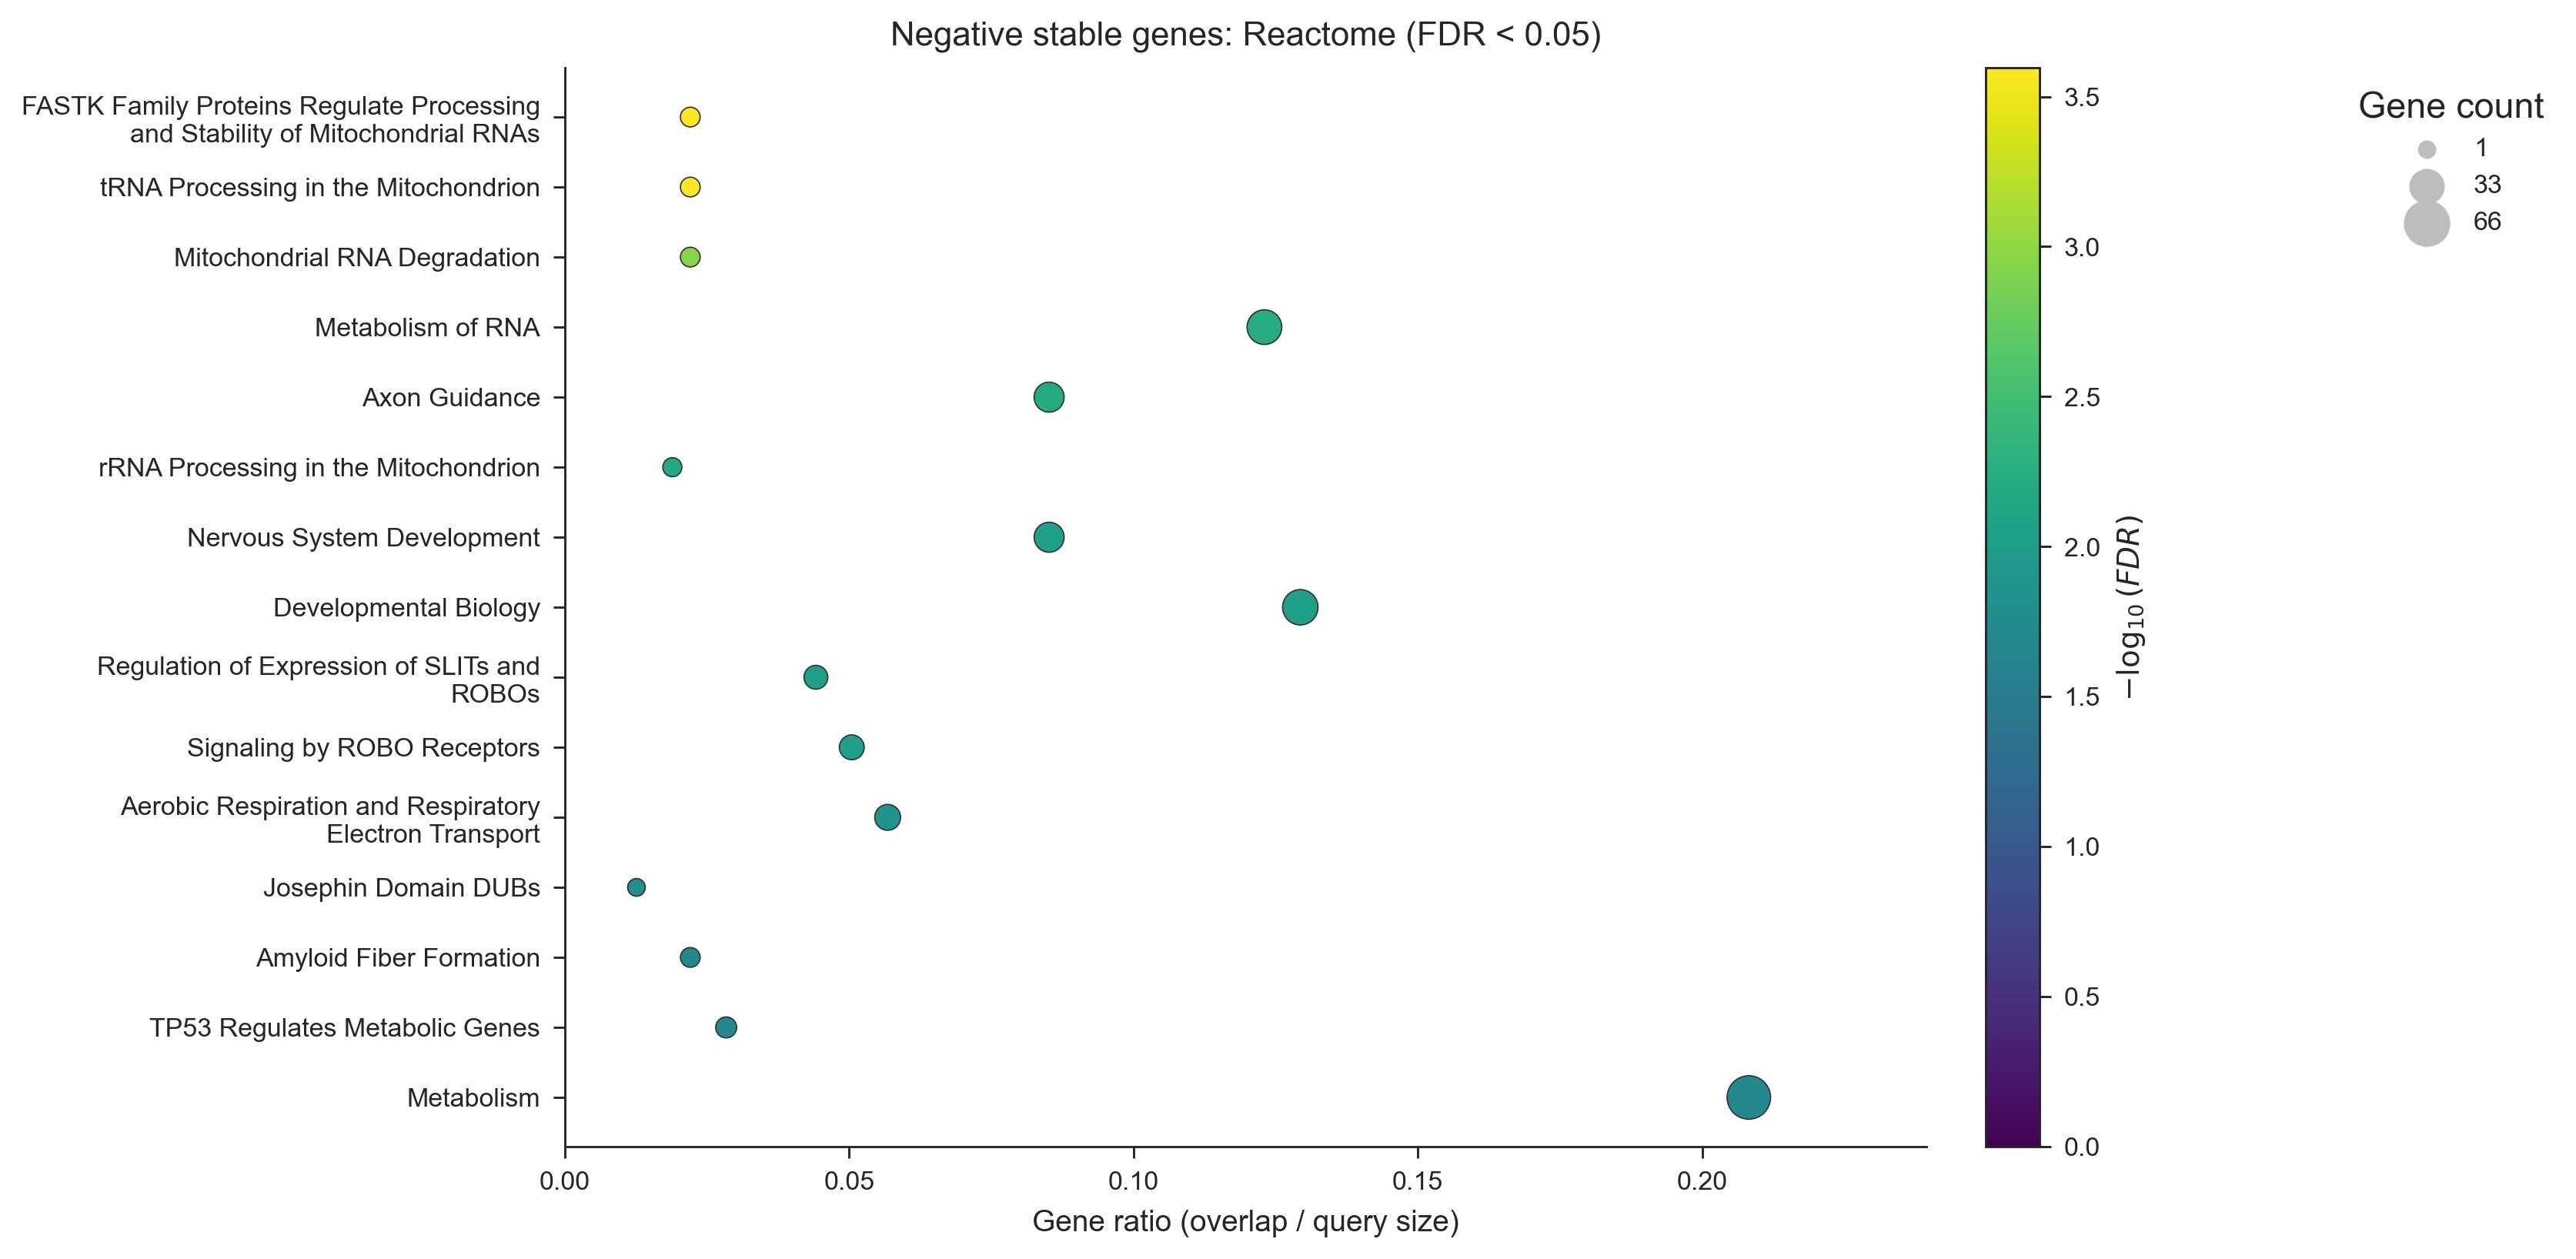 Negative stable genes: Reactome (FDR < 0.05)
FASTK Family Proteins Regulate Processing
and Stability of Mitochondrial RNAs
tRNA Processing in the Mitochondrion
Mitochondrial RNA Degradation
Metabolism of RNA
Axon Guidance
rRNA Processing in the Mitochondrion
Nervous System Development
Developmental Biology
Regulation of Expression of SLITs and
ROBOs
Signaling by ROBO Receptors
Aerobic Respiration and Respiratory
Electron Transport
Josephin Domain DUBs
Amyloid Fiber Formation
TP53 Regulates Metabolic Genes
Metabolism
0.00 0.05 0.10 0.15 0.20
Gene ratio (overlap / query size)
3.5
3.0
2.5
2.0
1.5
1.0
0.5
0.0
−log₁₀(FDR)
Gene count
1
33
66